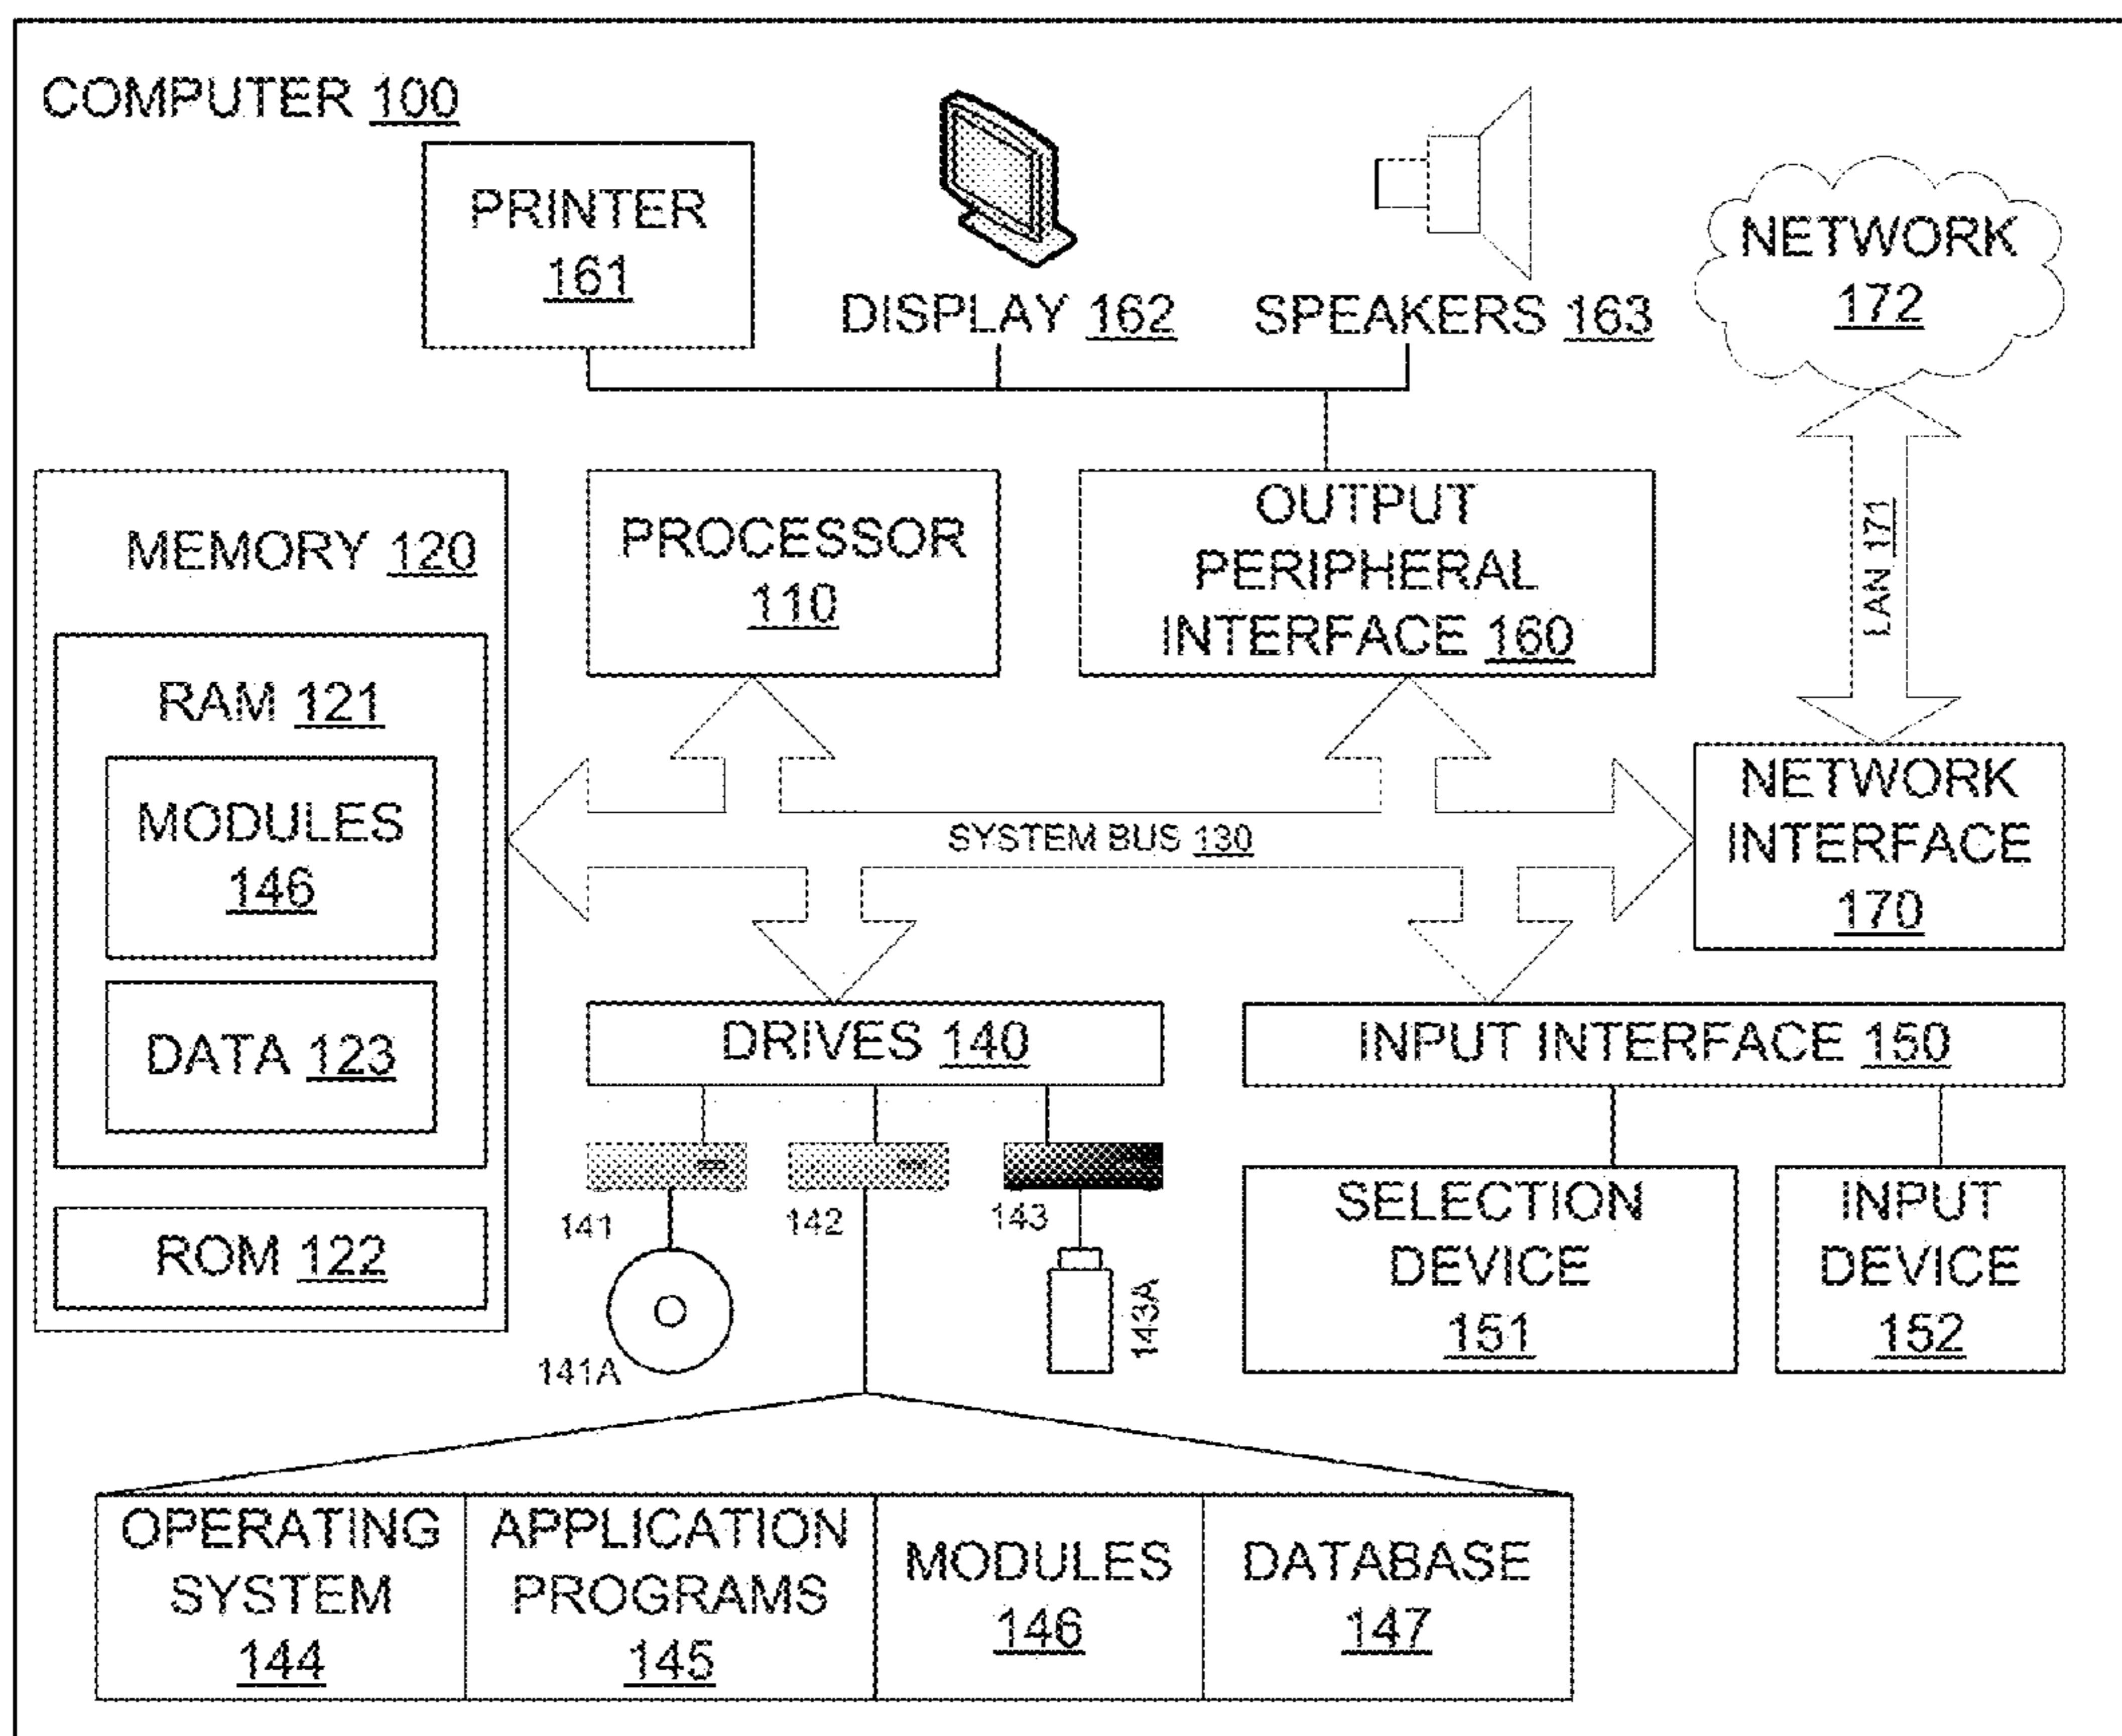 COMPUTER 100
PRINTER
161
DISPLAY 162
SPEAKERS 163
NETWORK
172
LAN 171
MEMORY 120
RAM 121
MODULES
146
DATA 123
ROM 122
PROCESSOR
110
OUTPUT
PERIPHERAL
INTERFACE 160
SYSTEM BUS 130
NETWORK
INTERFACE
170
DRIVES 140
141
142
143
141A
143A
INPUT INTERFACE 150
SELECTION
DEVICE
151
INPUT
DEVICE
152
OPERATING
SYSTEM
144
APPLICATION
PROGRAMS
145
MODULES
146
DATABASE
147